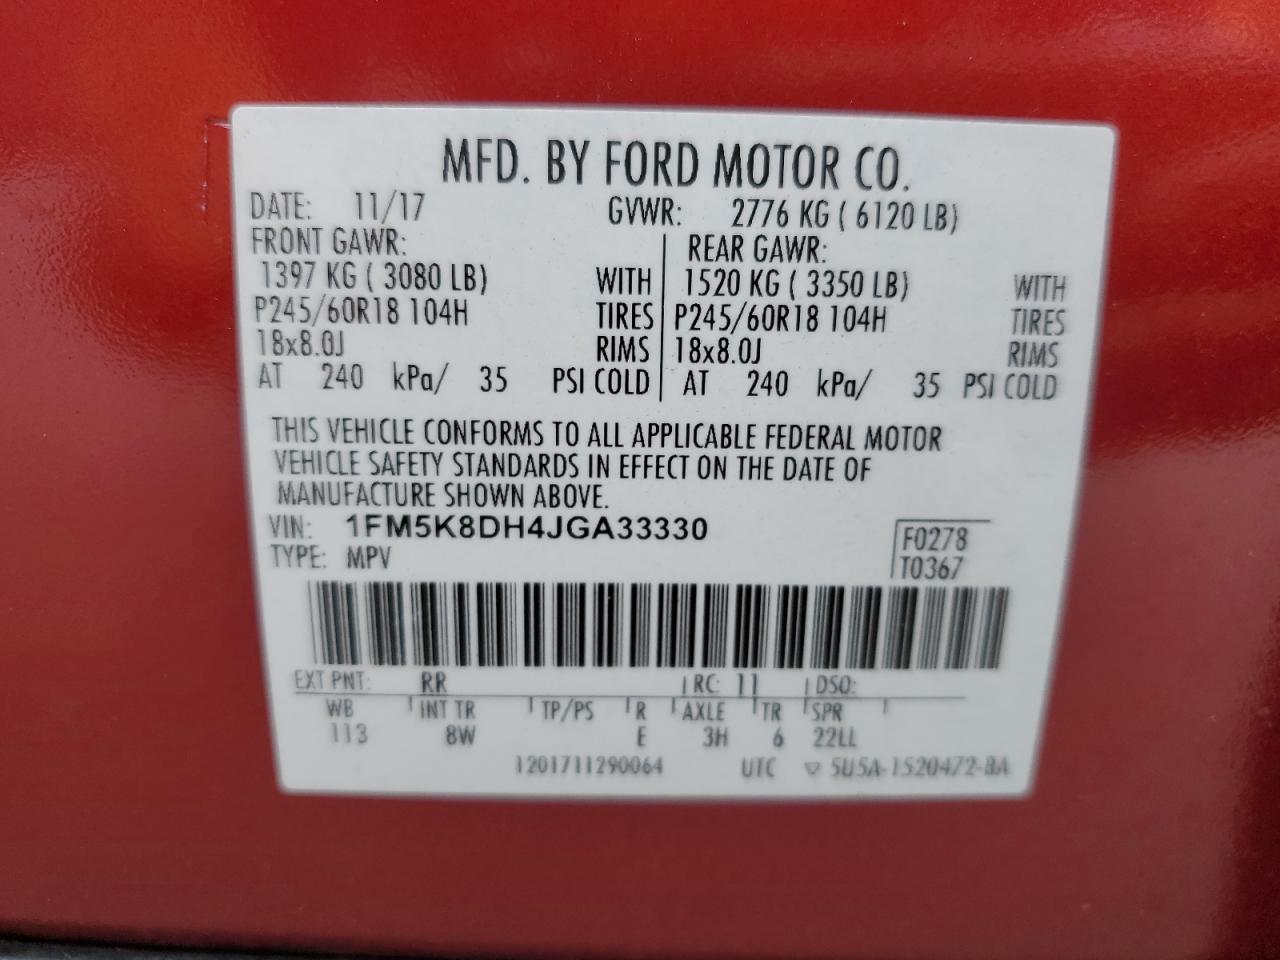 MFD. BY FORD MOTOR CO.
DATE: 11/17 GVWR: 2776 KG ( 6120 LB)
FRONT GAWR: REAR GAWR:
1397 KG ( 3080 LB) WITH 1520 KG ( 3350 LB) WITH
P245/60R18 104H TIRES P245/60R18 104H TIRES
18x8.0J RIMS 18x8.0J RIMS
AT 240 kPa/ 35 PSI COLD AT 240 kPa/ 35 PSI COLD
THIS VEHICLE CONFORMS TO ALL APPLICABLE FEDERAL MOTOR
VEHICLE SAFETY STANDARDS IN EFFECT ON THE DATE OF
MANUFACTURE SHOWN ABOVE.
VIN: 1FM5K8DH4JGA33330 F0278
TYPE: MPV T0367
EXT PNT: RR RC: 11 DSO:
WB INT TR TP/PS R AXLE TR SPR
113 8W E 3H 6 22LL
1201711290064 UTC ▽ 5U5A-1520472-BA